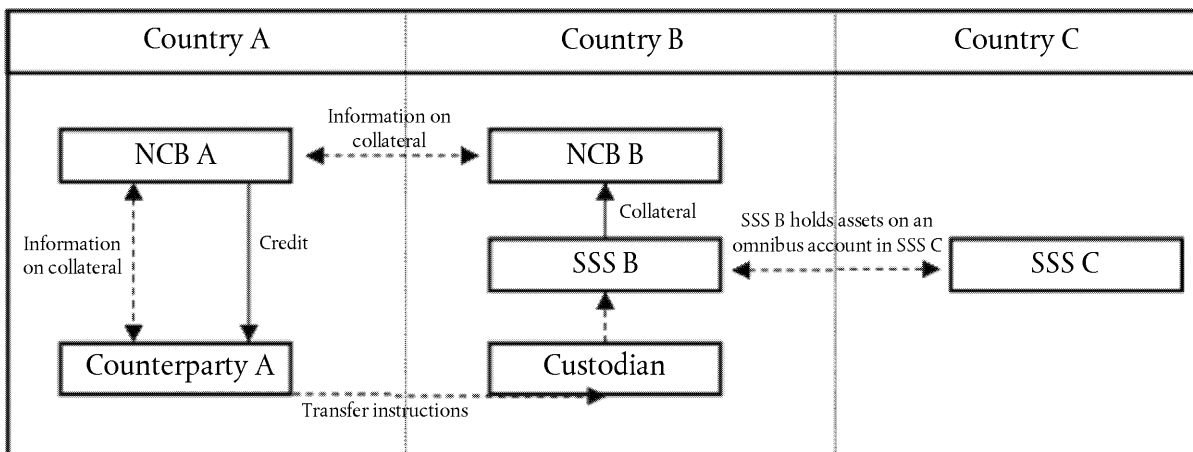 Country A
Country B
Country C
Information on
collateral
NCB A
NCB B
Information
on collateral
Credit
Collateral
SSS B holds assets on an
omnibus account in SSS C
SSS B
SSS C
Counterparty A
Custodian
Transfer instructions